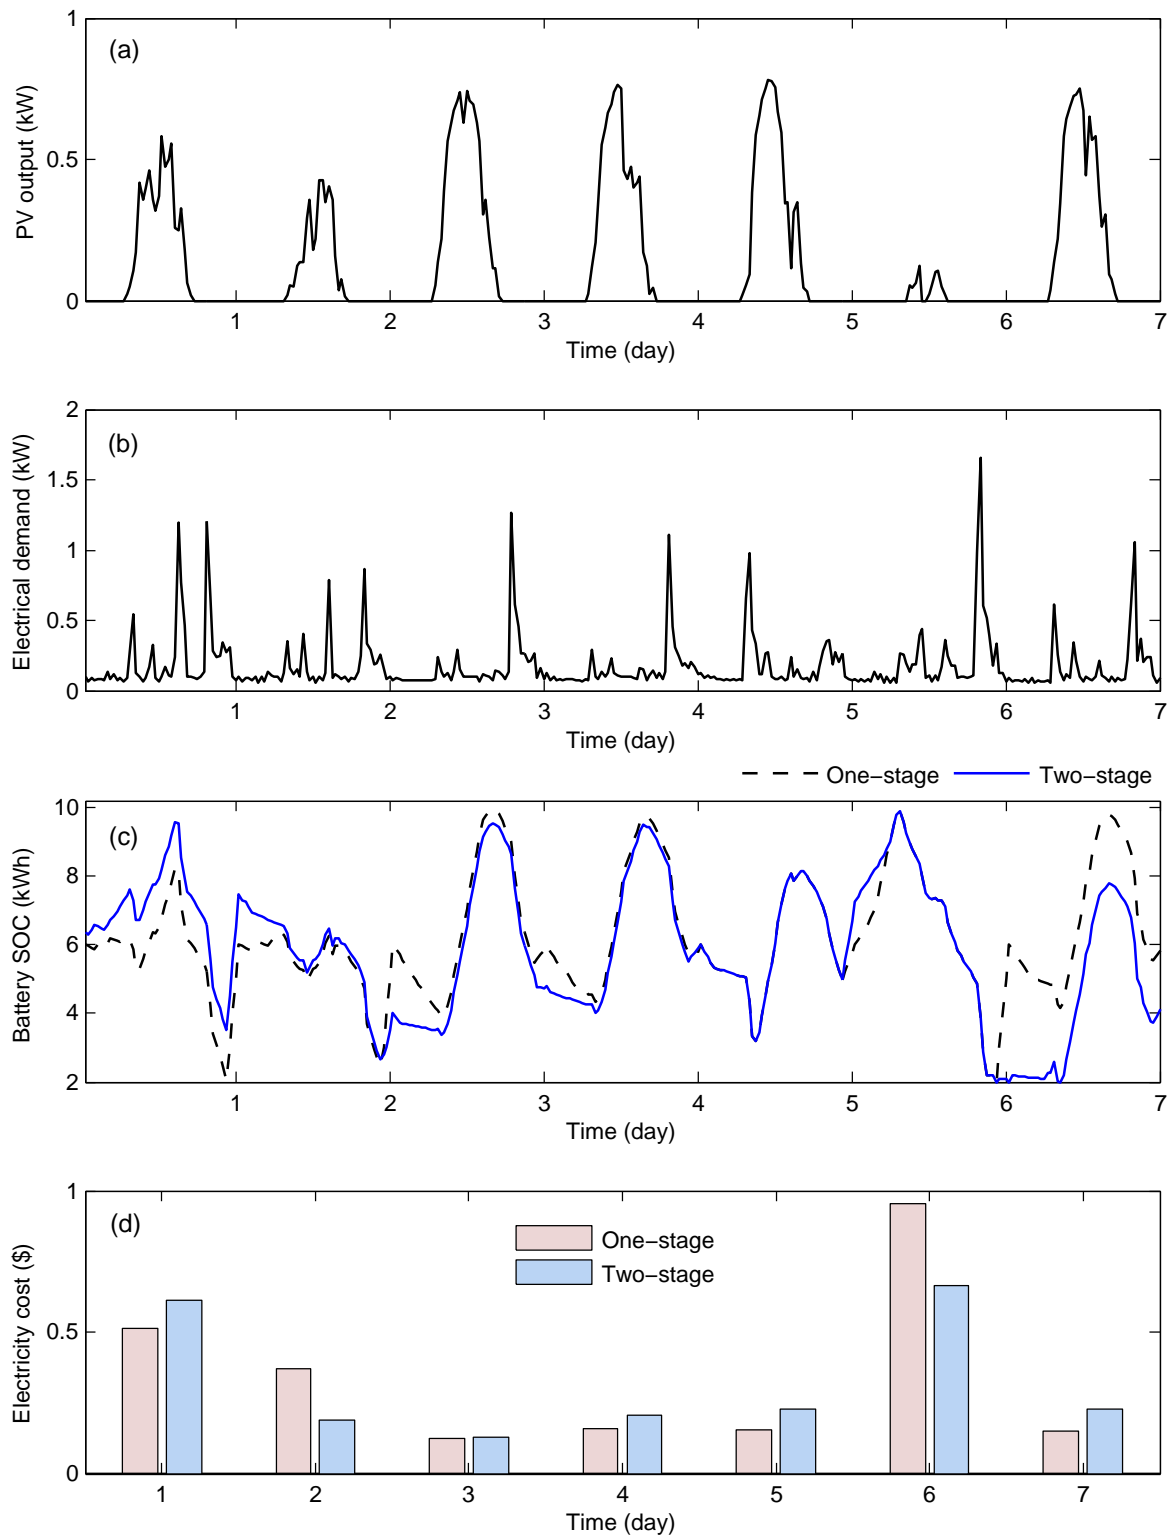 1
(a)
PV output (kW)
0.5
0
1 2 3 4 5 6 7
Time (day)
2
(b)
Electrical demand (kW)
1.5
1
0.5
0
1 2 3 4 5 6 7
Time (day)
One−stage Two−stage
10
(c)
Battery SOC (kWh)
8
6
4
2
1 2 3 4 5 6 7
Time (day)
1
(d)
Electricity cost ($)
One−stage
Two−stage
0.5
0
1 2 3 4 5 6 7
Time (day)